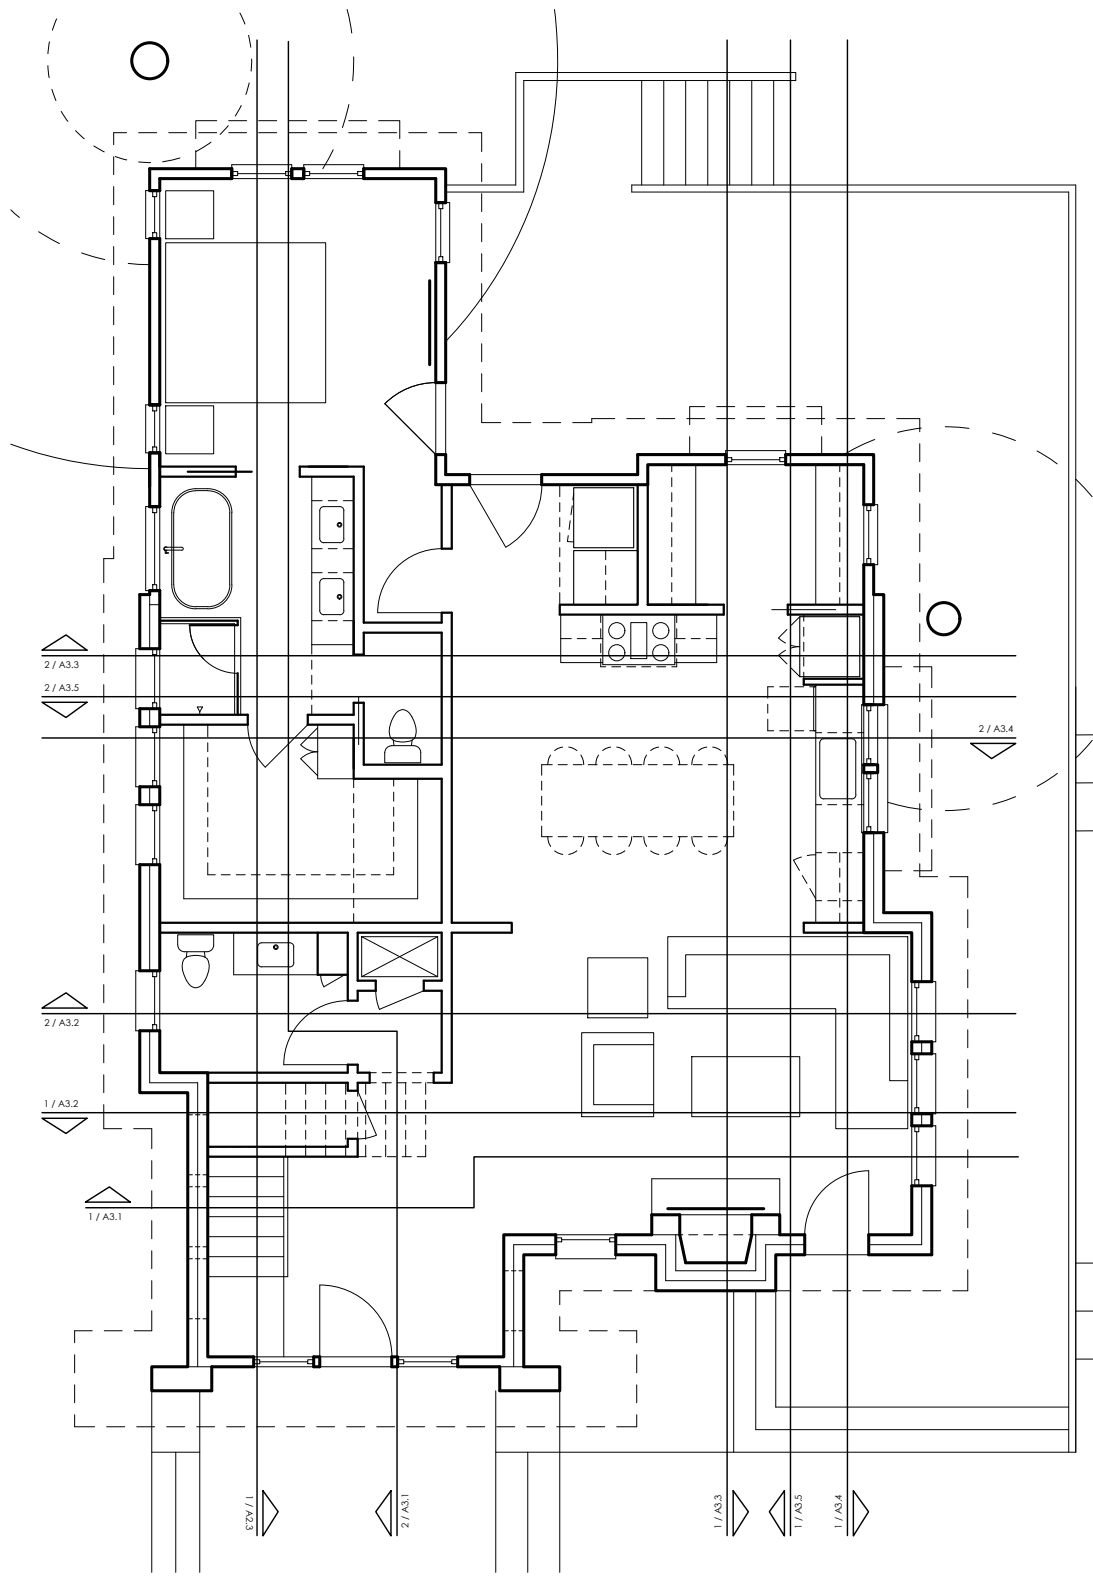 2 / A3.3
2 / A3.5
2 / A3.4
2 / A3.2
1 / A3.2
1 / A3.1
1 / A2.3
2 / A3.1
1 / A3.3
1 / A3.5
1 / A3.4